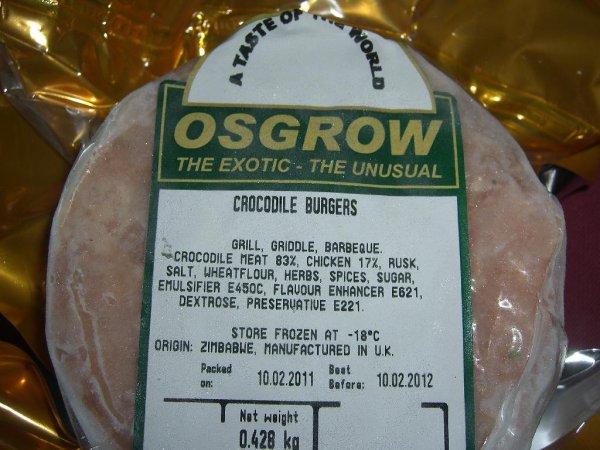 A TASTE OF THE WORLD
OSGROW
THE EXOTIC - THE UNUSUAL
CROCODILE BURGERS
GRILL, GRIDDLE, BARBEQUE.
CROCODILE MEAT 83%, CHICKEN 17%, RUSK,
SALT, WHEATFLOUR, HERBS, SPICES, SUGAR,
EMULSIFIER E450C, FLAVOUR ENHANCER E621,
DEXTROSE, PRESERVATIVE E221.
STORE FROZEN AT -18°C
ORIGIN: ZIMBABWE, MANUFACTURED IN U.K.
Packed on: 10.02.2011 Best Before: 10.02.2012
Net weight
0.428 kg